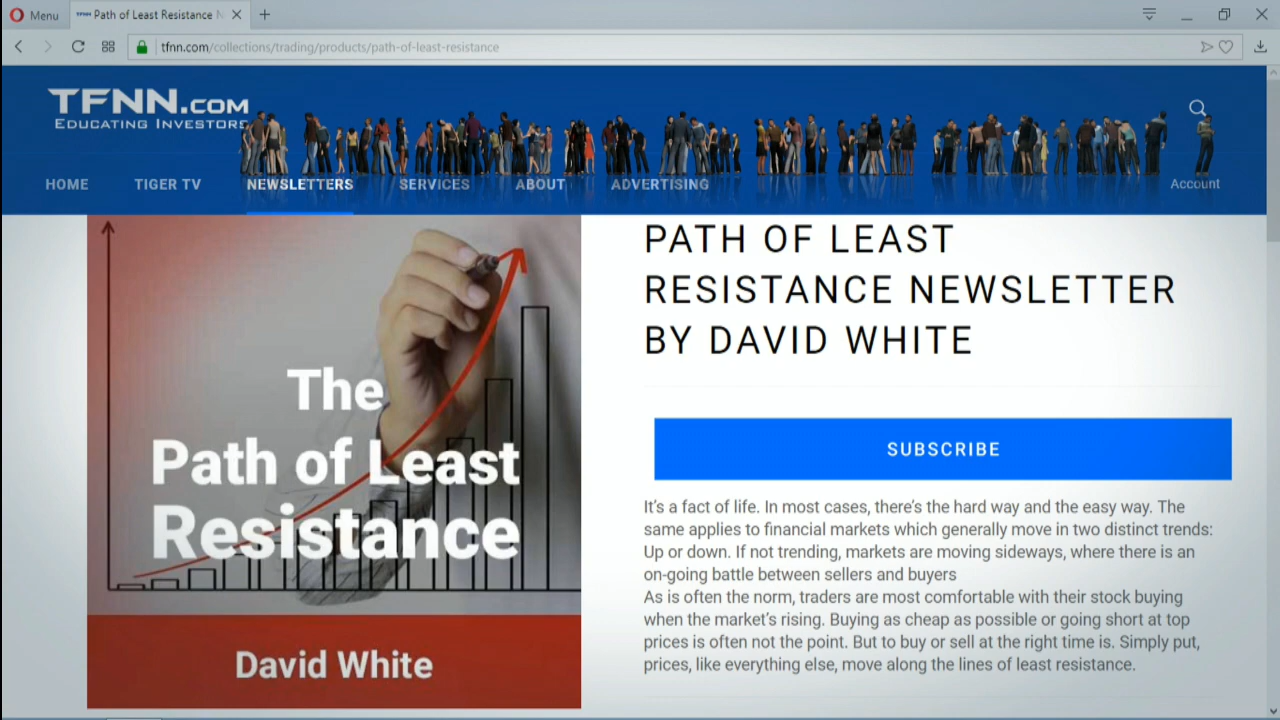 Menu
Path of Least Resistance N
tfnn.com/collections/trading/products/path-of-least-resistance
TFNN.COM
EDUCATING INVESTORS
HOME TIGER TV NEWSLETTERS SERVICES ABOUT ADVERTISING Account
The
Path of Least
Resistance
David White
PATH OF LEAST
RESISTANCE NEWSLETTER
BY DAVID WHITE
SUBSCRIBE
It's a fact of life. In most cases, there's the hard way and the easy way. The
same applies to financial markets which generally move in two distinct trends:
Up or down. If not trending, markets are moving sideways, where there is an
on-going battle between sellers and buyers
As is often the norm, traders are most comfortable with their stock buying
when the market's rising. Buying as cheap as possible or going short at top
prices is often not the point. But to buy or sell at the right time is. Simply put,
prices, like everything else, move along the lines of least resistance.